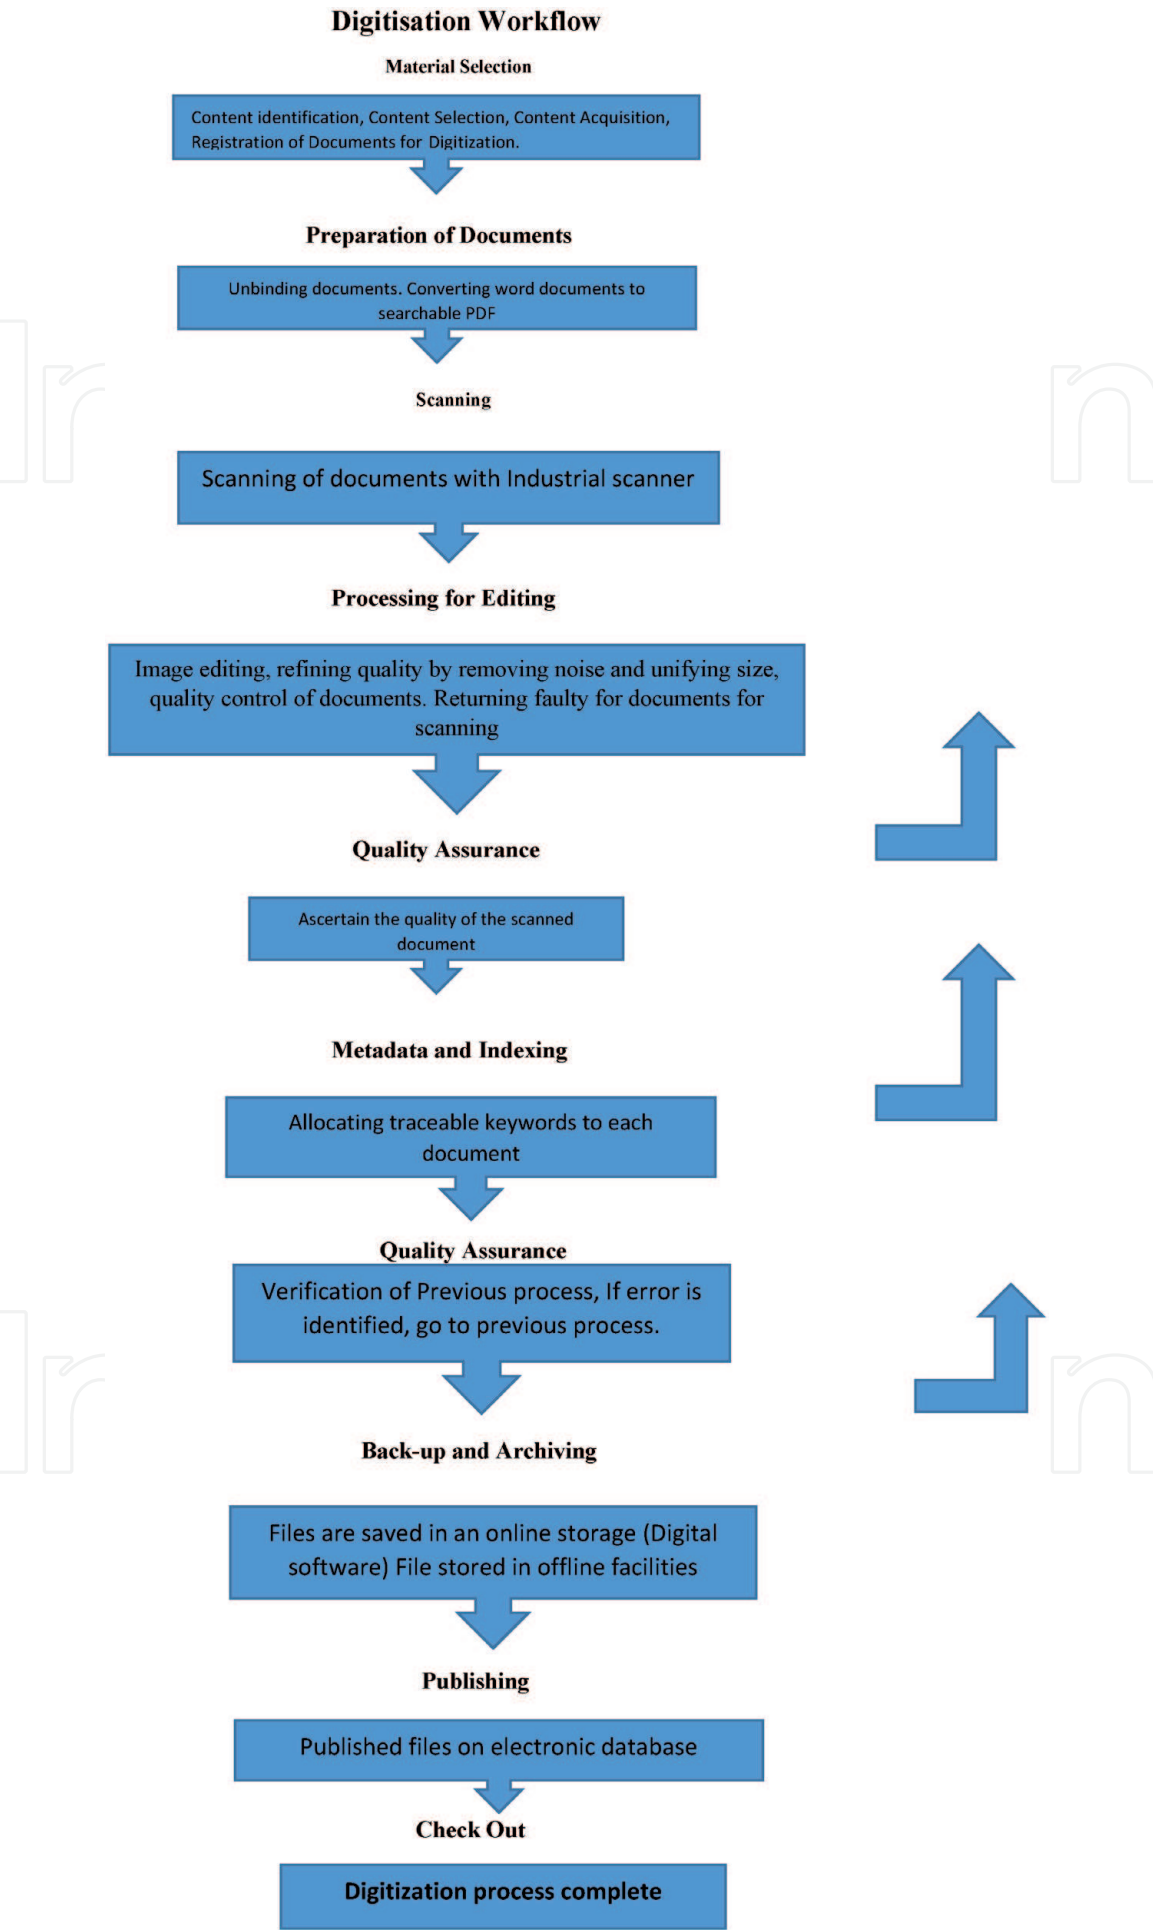 Digitisation Workflow
Material Selection
Content identification, Content Selection, Content Acquisition,
Registration of Documents for Digitization.
Preparation of Documents
Unbinding documents. Converting word documents to
searchable PDF
Scanning
Scanning of documents with Industrial scanner
Processing for Editing
Image editing, refining quality by removing noise and unifying size,
quality control of documents. Returning faulty for documents for
scanning
Quality Assurance
Ascertain the quality of the scanned
document
Metadata and Indexing
Allocating traceable keywords to each
document
Quality Assurance
Verification of Previous process, If error is
identified, go to previous process.
Back-up and Archiving
Files are saved in an online storage (Digital
software) File stored in offline facilities
Publishing
Published files on electronic database
Check Out
Digitization process complete